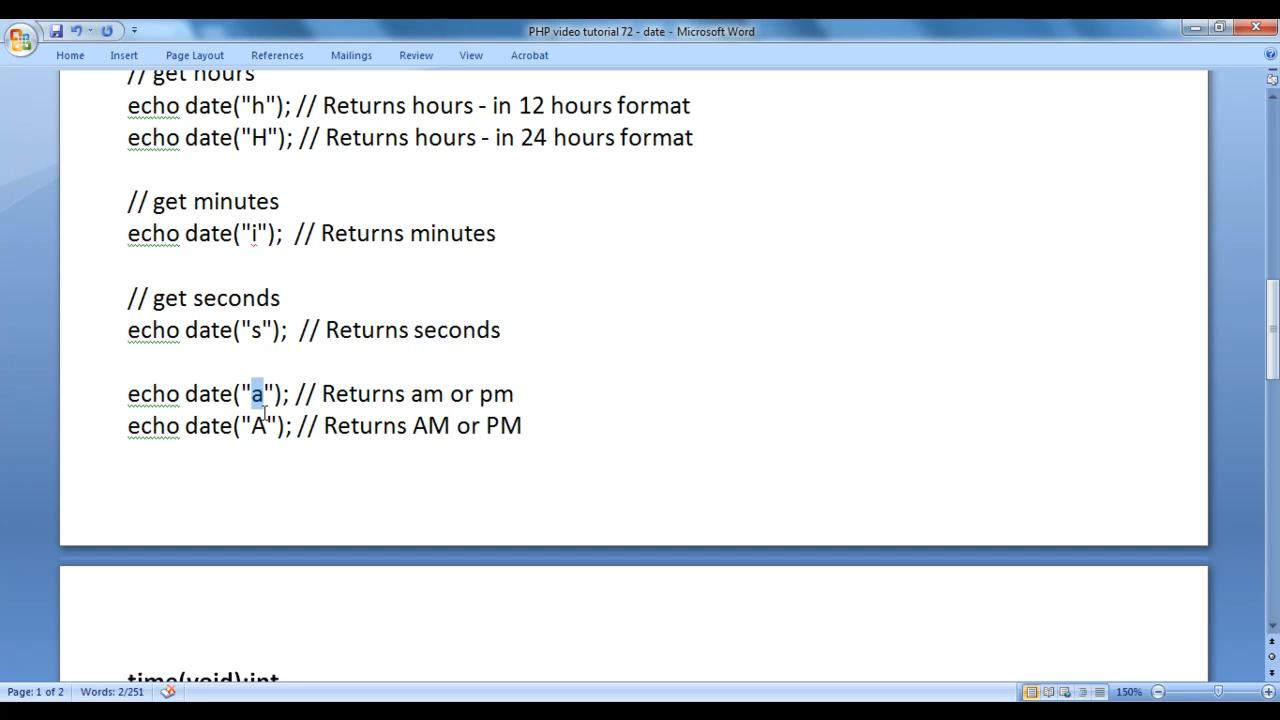 PHP video tutorial 72 - date - Microsoft Word
Home Insert Page Layout References Mailings Review View Acrobat
// get hours
echo date("h"); // Returns hours - in 12 hours format
echo date("H"); // Returns hours - in 24 hours format
// get minutes
echo date("i"); // Returns minutes
// get seconds
echo date("s"); // Returns seconds
echo date("a"); // Returns am or pm
echo date("A"); // Returns AM or PM
time(void):int
Page: 1 of 2 Words: 2/251 150%